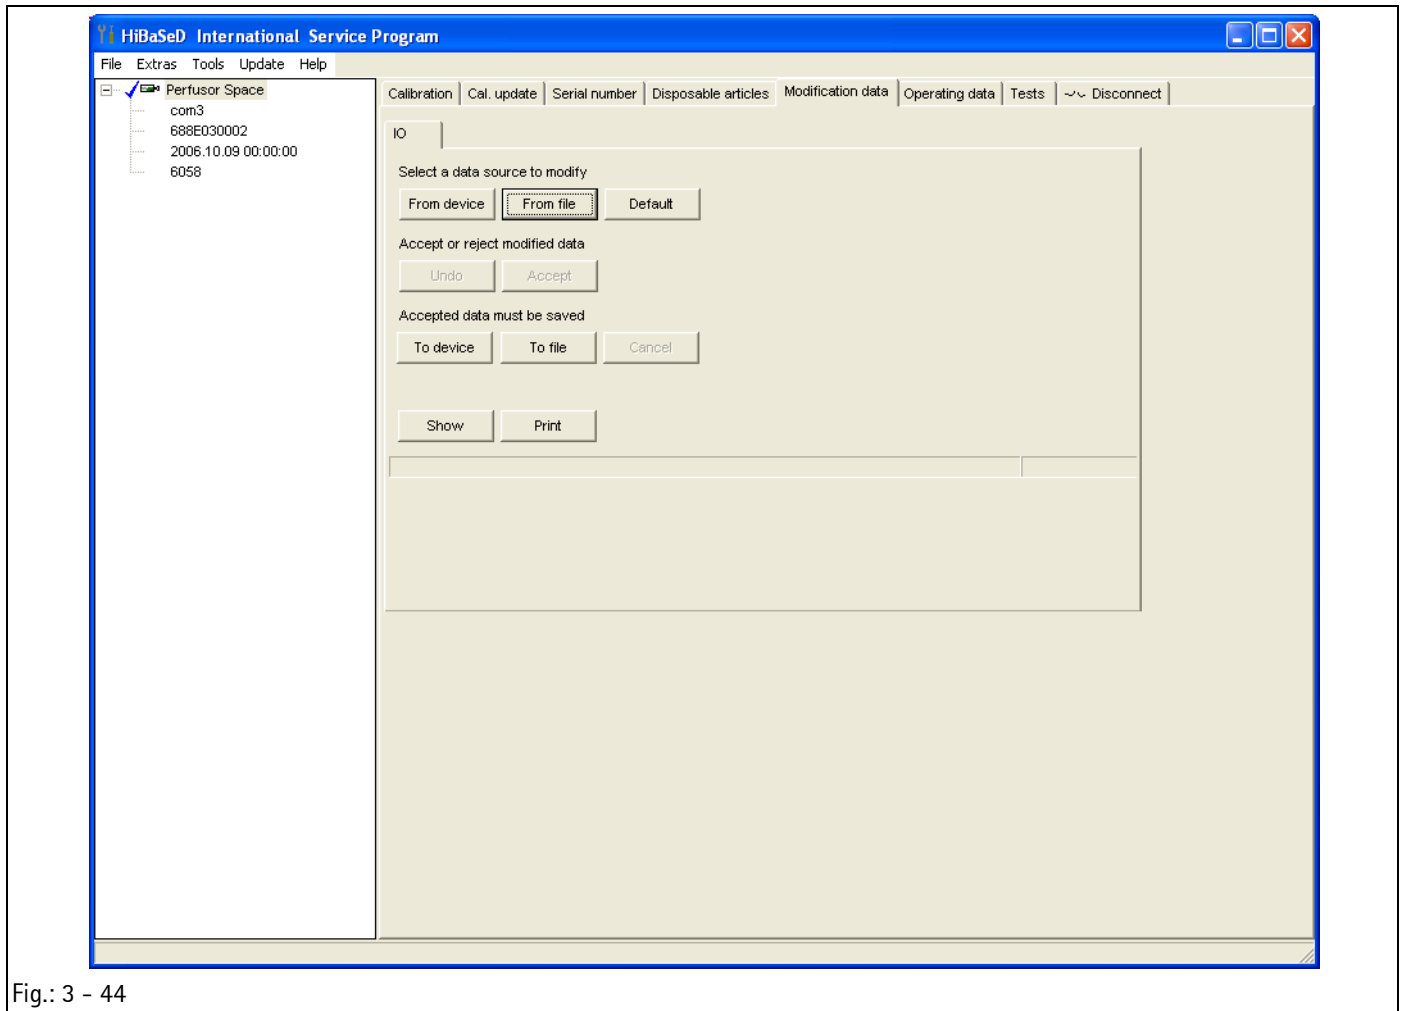 HiBaSeD International Service Program
File Extras Tools Update Help
Perfusor Space
com3
688E030002
2006.10.09 00:00:00
6058
Calibration Cal. update Serial number Disposable articles Modification data Operating data Tests Disconnect
IO
Select a data source to modify
From device From file Default
Accept or reject modified data
Undo Accept
Accepted data must be saved
To device To file Cancel
Show Print
Fig.: 3 - 44